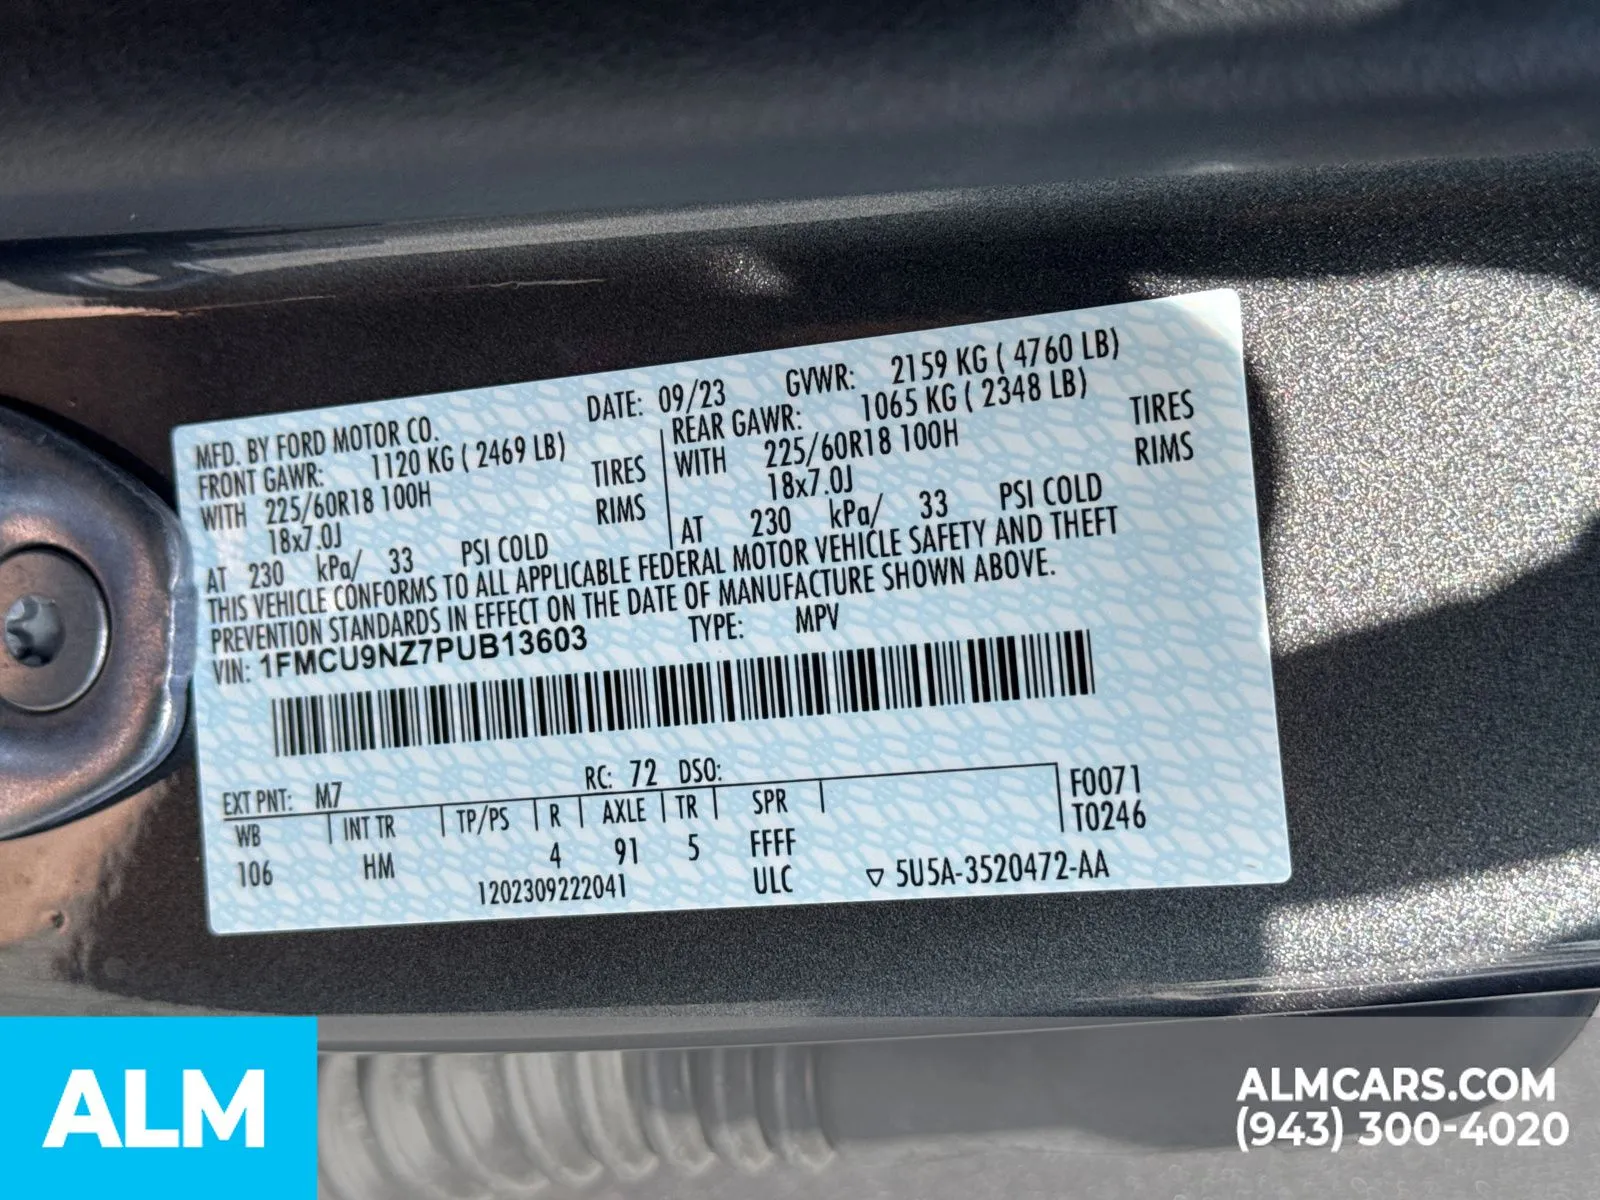 MFD. BY FORD MOTOR CO. DATE: 09/23 GVWR: 2159 KG ( 4760 LB)
FRONT GAWR: 1120 KG ( 2469 LB) REAR GAWR: 1065 KG ( 2348 LB)
WITH 225/60R18 100H TIRES WITH 225/60R18 100H TIRES
18x7.0J RIMS 18x7.0J RIMS
AT 230 kPa/ 33 PSI COLD AT 230 kPa/ 33 PSI COLD
THIS VEHICLE CONFORMS TO ALL APPLICABLE FEDERAL MOTOR VEHICLE SAFETY AND THEFT
PREVENTION STANDARDS IN EFFECT ON THE DATE OF MANUFACTURE SHOWN ABOVE.
VIN: 1FMCU9NZ7PUB13603 TYPE: MPV
EXT PNT: M7 RC: 72 DSO:
WB INT TR TP/PS R AXLE TR SPR F0071
106 HM 4 91 5 FFFF T0246
1202309222041 ULC ▽ 5U5A-3520472-AA
ALM
ALMCARS.COM
(943) 300-4020